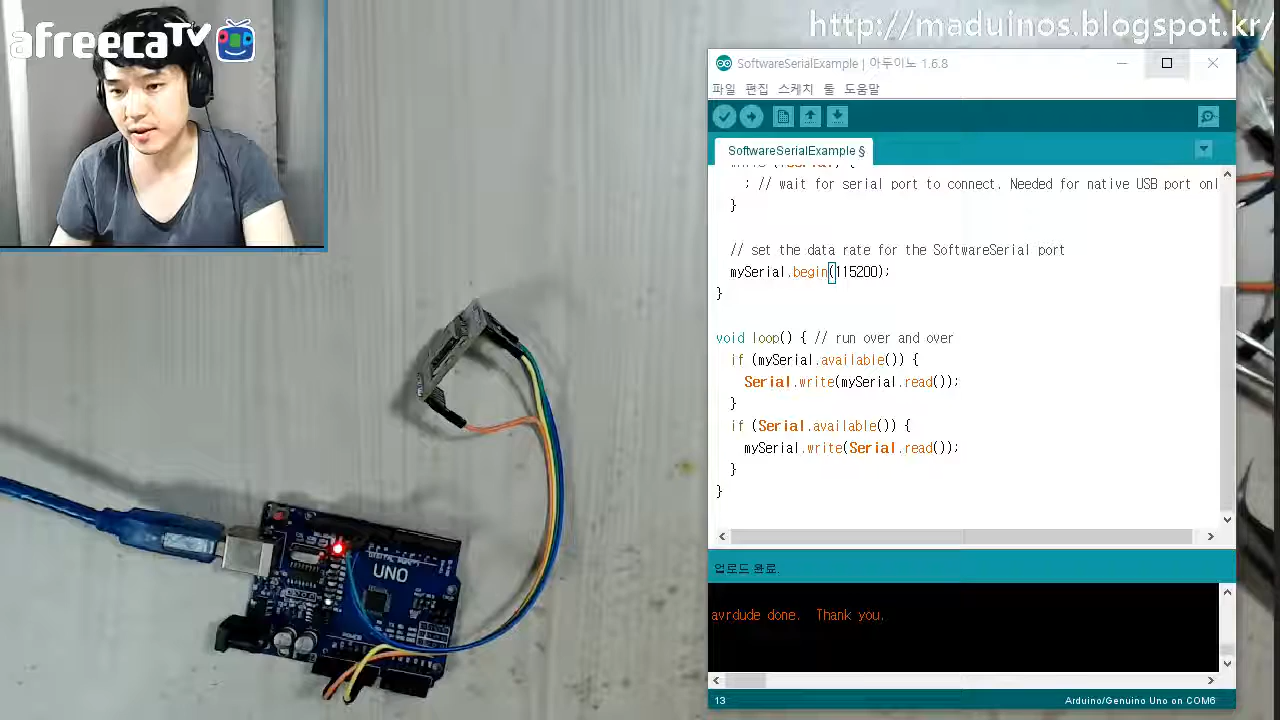 afreecaTV
http://maduinos.blogspot.kr/
SoftwareSerialExample | 아두이노 1.6.8
파일 편집 스케치 툴 도움말
SoftwareSerialExample §
; // wait for serial port to connect. Needed for native USB port onl
}
// set the data rate for the SoftwareSerial port
mySerial.begin(115200);
}
void loop() { // run over and over
if (mySerial.available()) {
Serial.write(mySerial.read());
}
if (Serial.available()) {
mySerial.write(Serial.read());
}
}
업로드 완료.
avrdude done.  Thank you.
13
Arduino/Genuino Uno on COM6
UNO